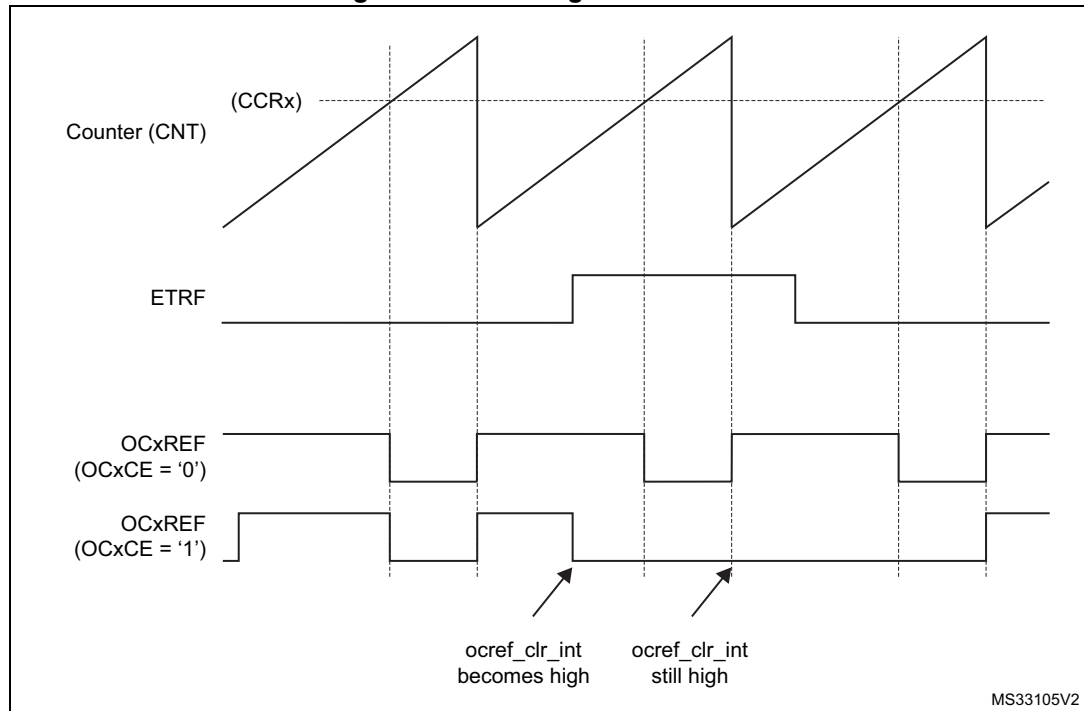 (CCRx)
Counter (CNT)
ETRF
OCxREF
(OCxCE = ‘0’)
OCxREF
(OCxCE = ‘1’)
ocref_clr_int
becomes high
ocref_clr_int
still high
MS33105V2